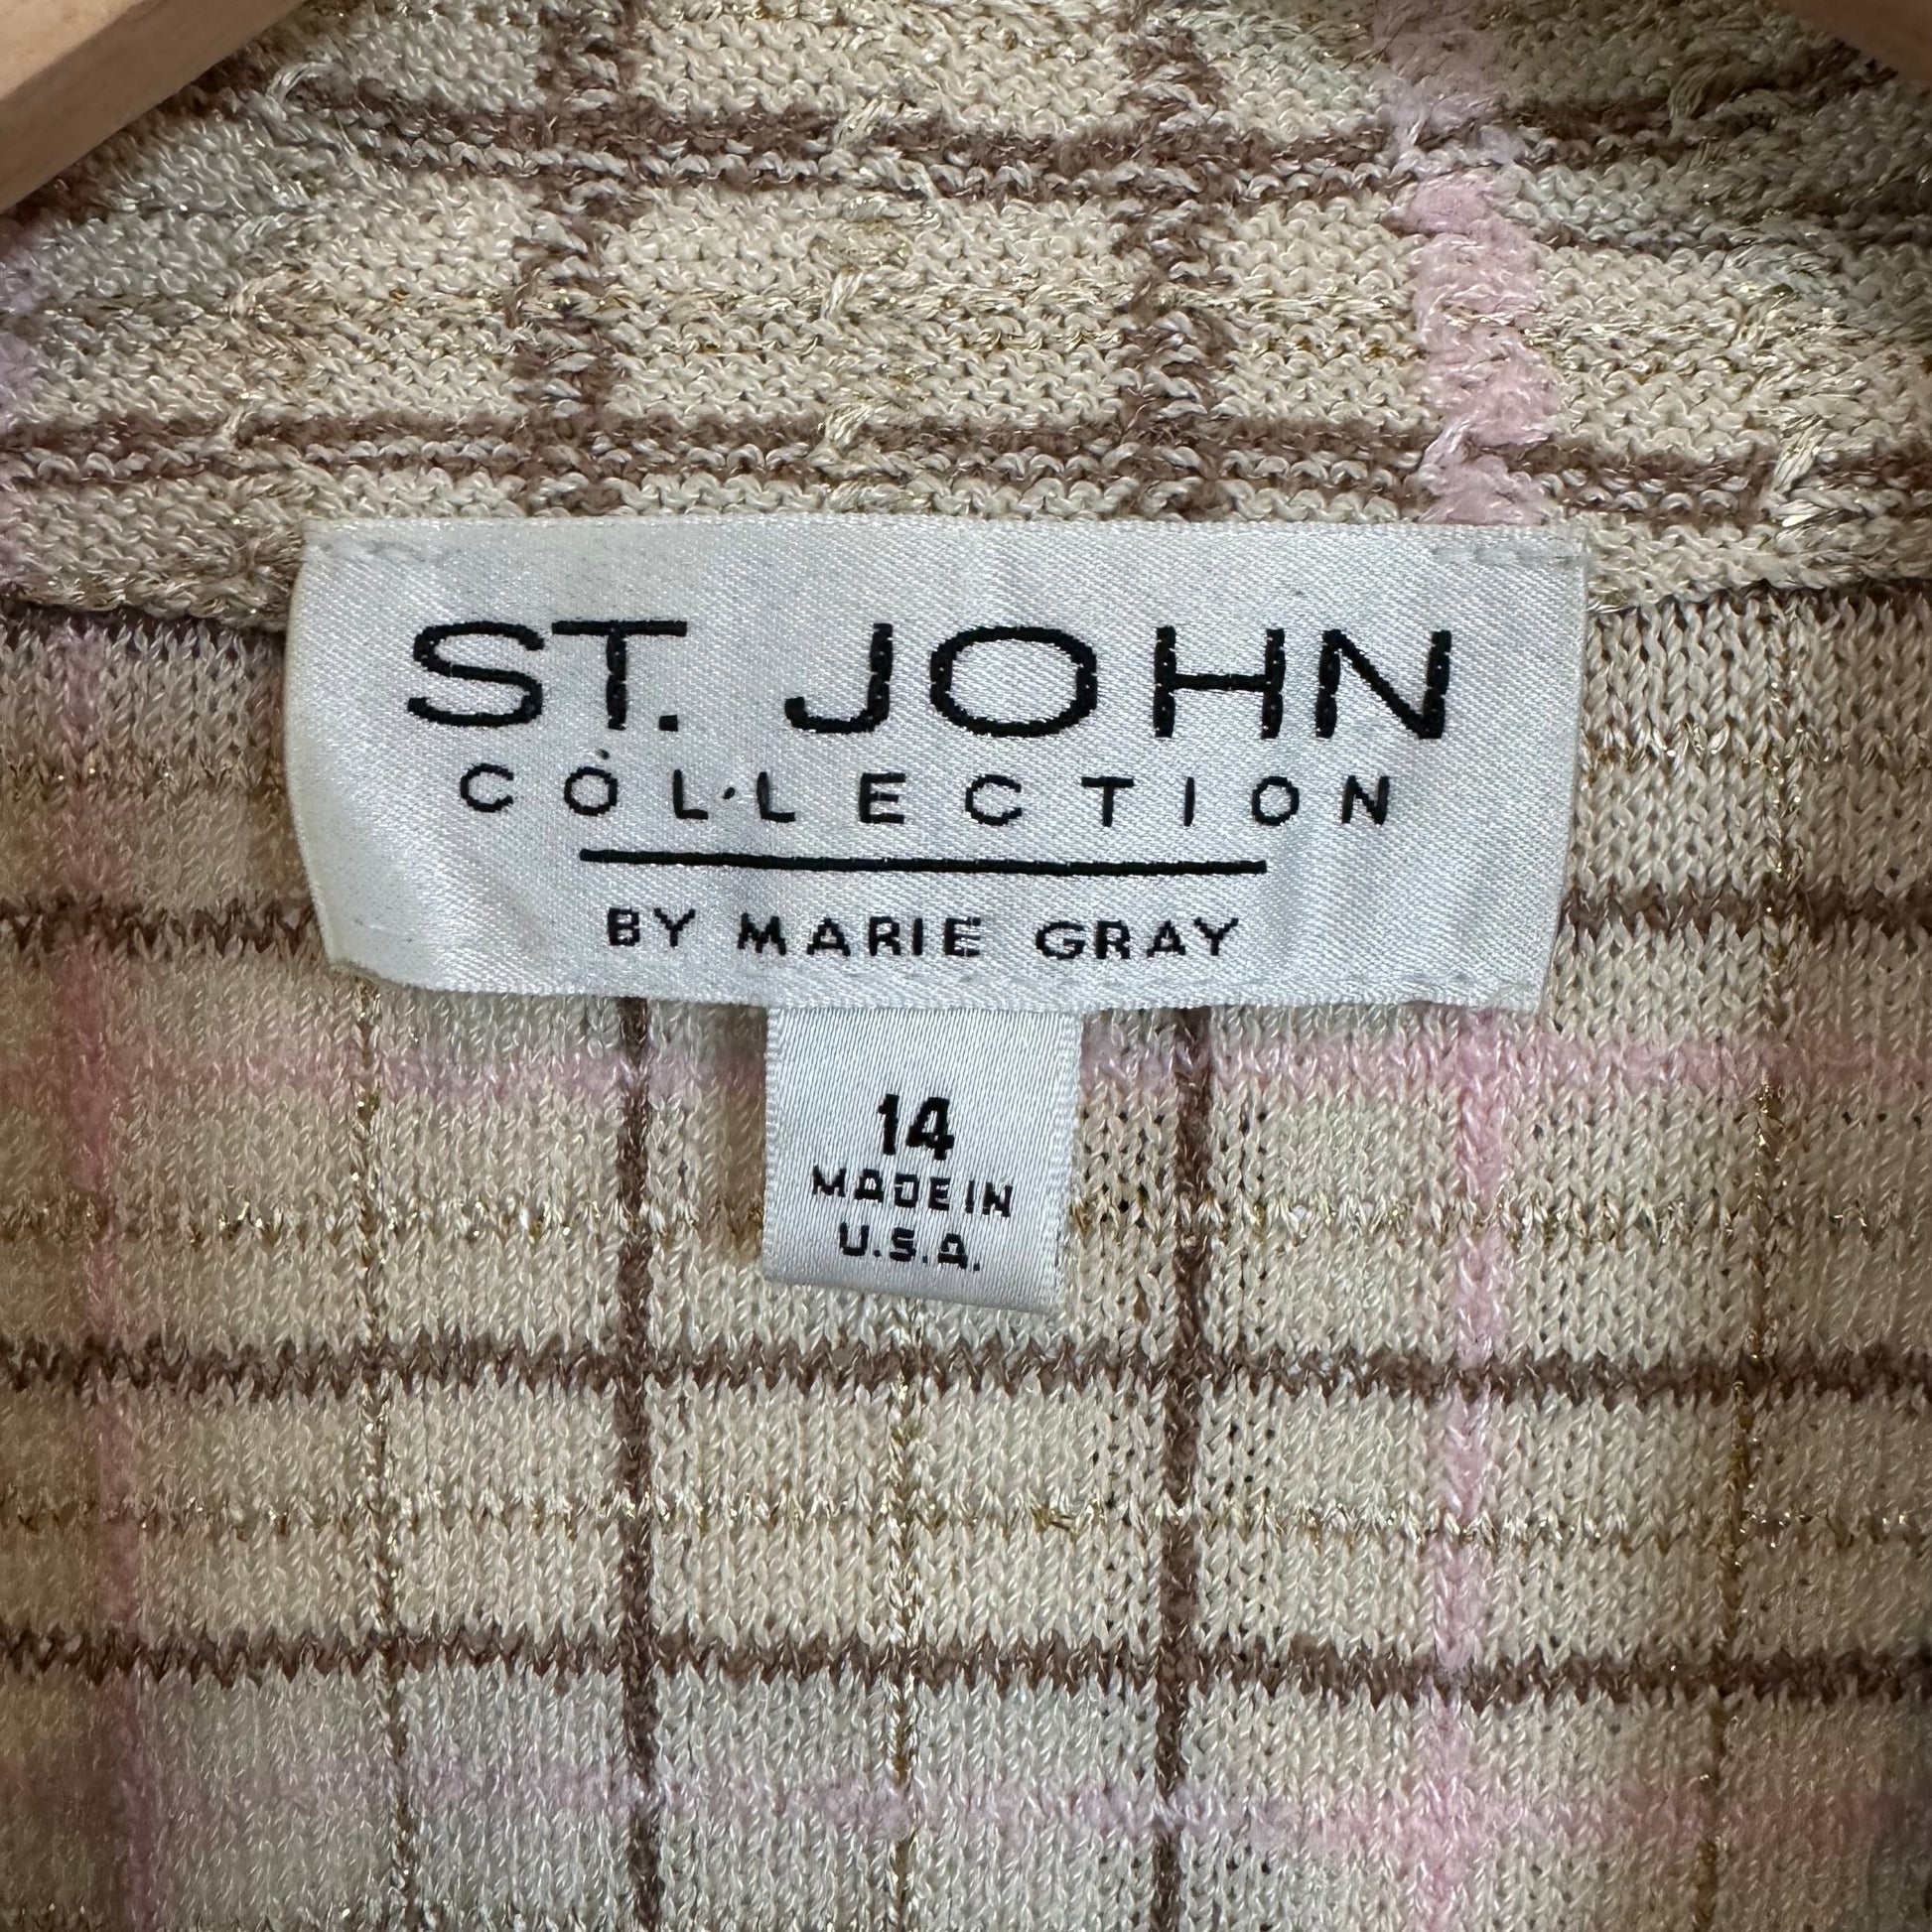 ST. JOHN
COLLECTION
BY MARIE GRAY
14
MADE IN
U.S.A.